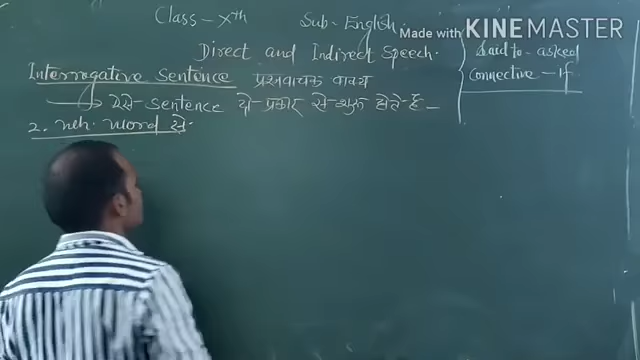 Class - Xth Sub - English
Made with KINEMASTER
Direct and Indirect Speech.
Said to - asked
Interrogative Sentence प्रश्नवाचक वाक्य
Connective - if
→ ऐसे - Sentence दो - प्रकार से - शुरू होते - हैं -
2. Wh. Word से.